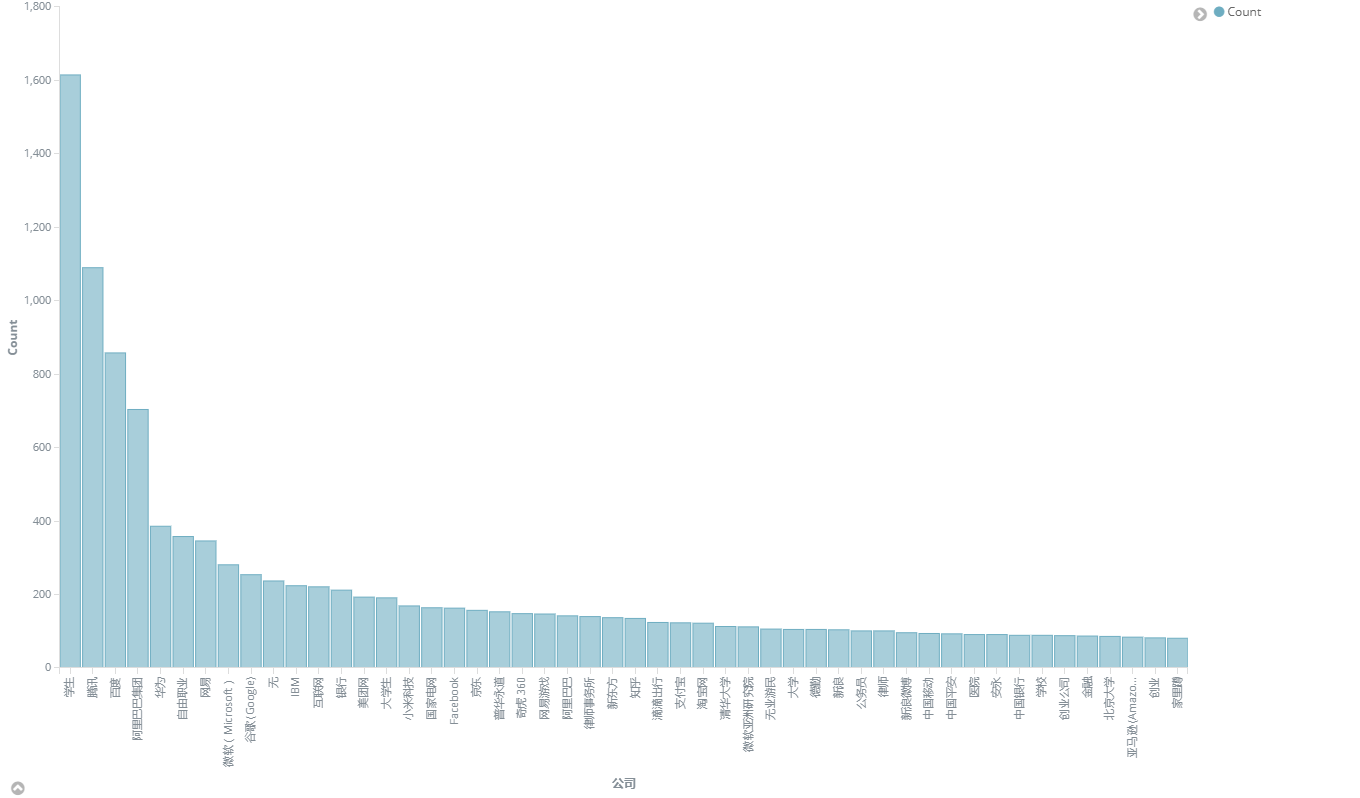 1,800
1,600
1,400
1,200
1,000
800
600
400
200
0
Count
学生
腾讯
百度
阿里巴巴集团
华为
自由职业
网易
微软 ( Microsoft )
谷歌 (Google)
无
IBM
互联网
银行
美团网
大学生
小米科技
国家电网
Facebook
京东
普华永道
奇虎 360
网易游戏
阿里巴巴
律师事务所
新东方
知乎
滴滴出行
支付宝
淘宝网
清华大学
微软亚洲研究院
无业游民
大学
德勤
新浪
公务员
律师
新浪微博
中国移动
中国平安
医院
安永
中国银行
学校
创业公司
金融
北京大学
亚马逊 (Amazo...
创业
家里蹲
公司
Count